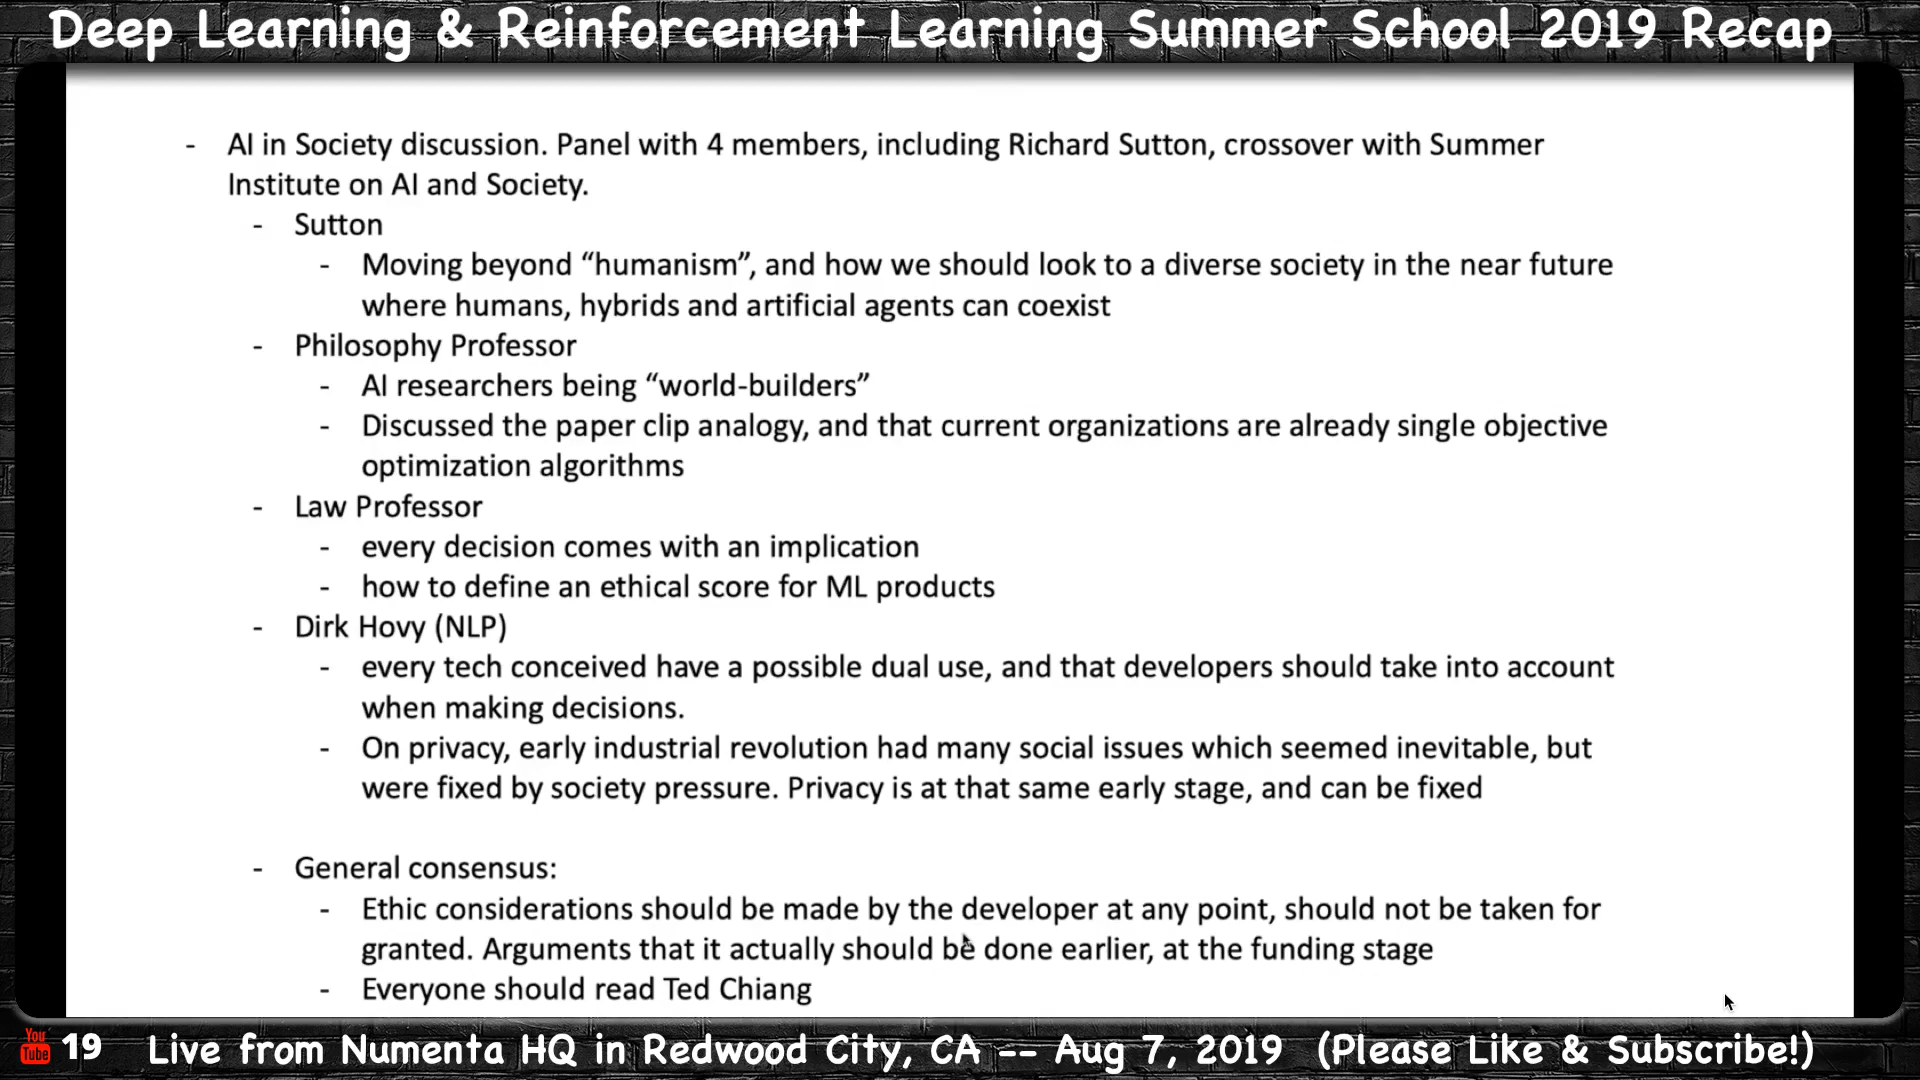 Deep Learning & Reinforcement Learning Summer School 2019 Recap
- AI in Society discussion. Panel with 4 members, including Richard Sutton, crossover with Summer
Institute on AI and Society.
- Sutton
- Moving beyond “humanism”, and how we should look to a diverse society in the near future
where humans, hybrids and artificial agents can coexist
- Philosophy Professor
- AI researchers being “world-builders”
- Discussed the paper clip analogy, and that current organizations are already single objective
optimization algorithms
- Law Professor
- every decision comes with an implication
- how to define an ethical score for ML products
- Dirk Hovy (NLP)
- every tech conceived have a possible dual use, and that developers should take into account
when making decisions.
- On privacy, early industrial revolution had many social issues which seemed inevitable, but
were fixed by society pressure. Privacy is at that same early stage, and can be fixed
- General consensus:
- Ethic considerations should be made by the developer at any point, should not be taken for
granted. Arguments that it actually should be done earlier, at the funding stage
- Everyone should read Ted Chiang
You
Tube
19 Live from Numenta HQ in Redwood City, CA -- Aug 7, 2019 (Please Like & Subscribe!)